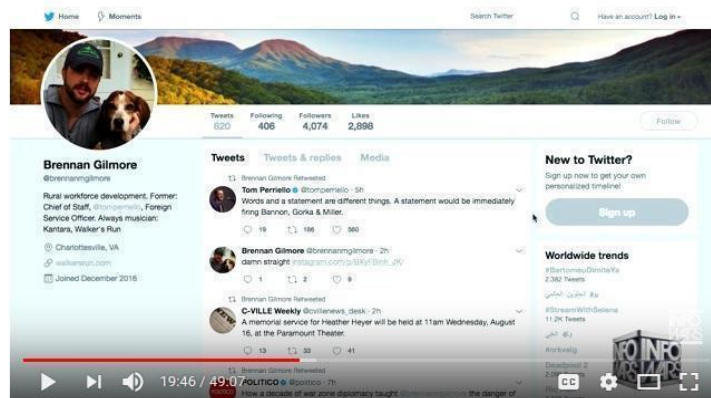 Home Moments Search Twitter Have an account? Log in
Tweets Following Followers Likes
620 406 4,074 2,898
Follow
Brennan Gilmore
@brennanmgilmore
Rural workforce development. Former:
Chief of Staff, @tomperriello, Foreign
Service Officer. Always musician:
Kantara, Walker's Run
Charlottesville, VA
walkersrun.com
Joined December 2016
Tweets Tweets & replies Media
Brennan Gilmore Retweeted
Tom Perriello @tomperriello · 5h
Words and a statement are different things. A statement would be immediately
firing Bannon, Gorka & Miller.
19 186 560
Brennan Gilmore @brennanmgilmore · 2h
damn straight
1 2 9
Brennan Gilmore Retweeted
C-VILLE Weekly @cvillenews_desk · 2h
A memorial service for Heather Heyer will be held at 11am Wednesday, August
16, at the Paramount Theater.
13 33 41
Brennan Gilmore Retweeted
POLITICO @politico · 7h
How a decade of war zone diplomacy taught @brennanmgilmore the danger of
New to Twitter?
Sign up now to get your own
personalized timeline!
Sign up
Worldwide trends
#BartomeuDimiteYa
2,382 Tweets
#StreamWithSelena
11.2K Tweets
Deadpool 2
INFO INFO
WARS WARS
19:46 / 49:07
CC